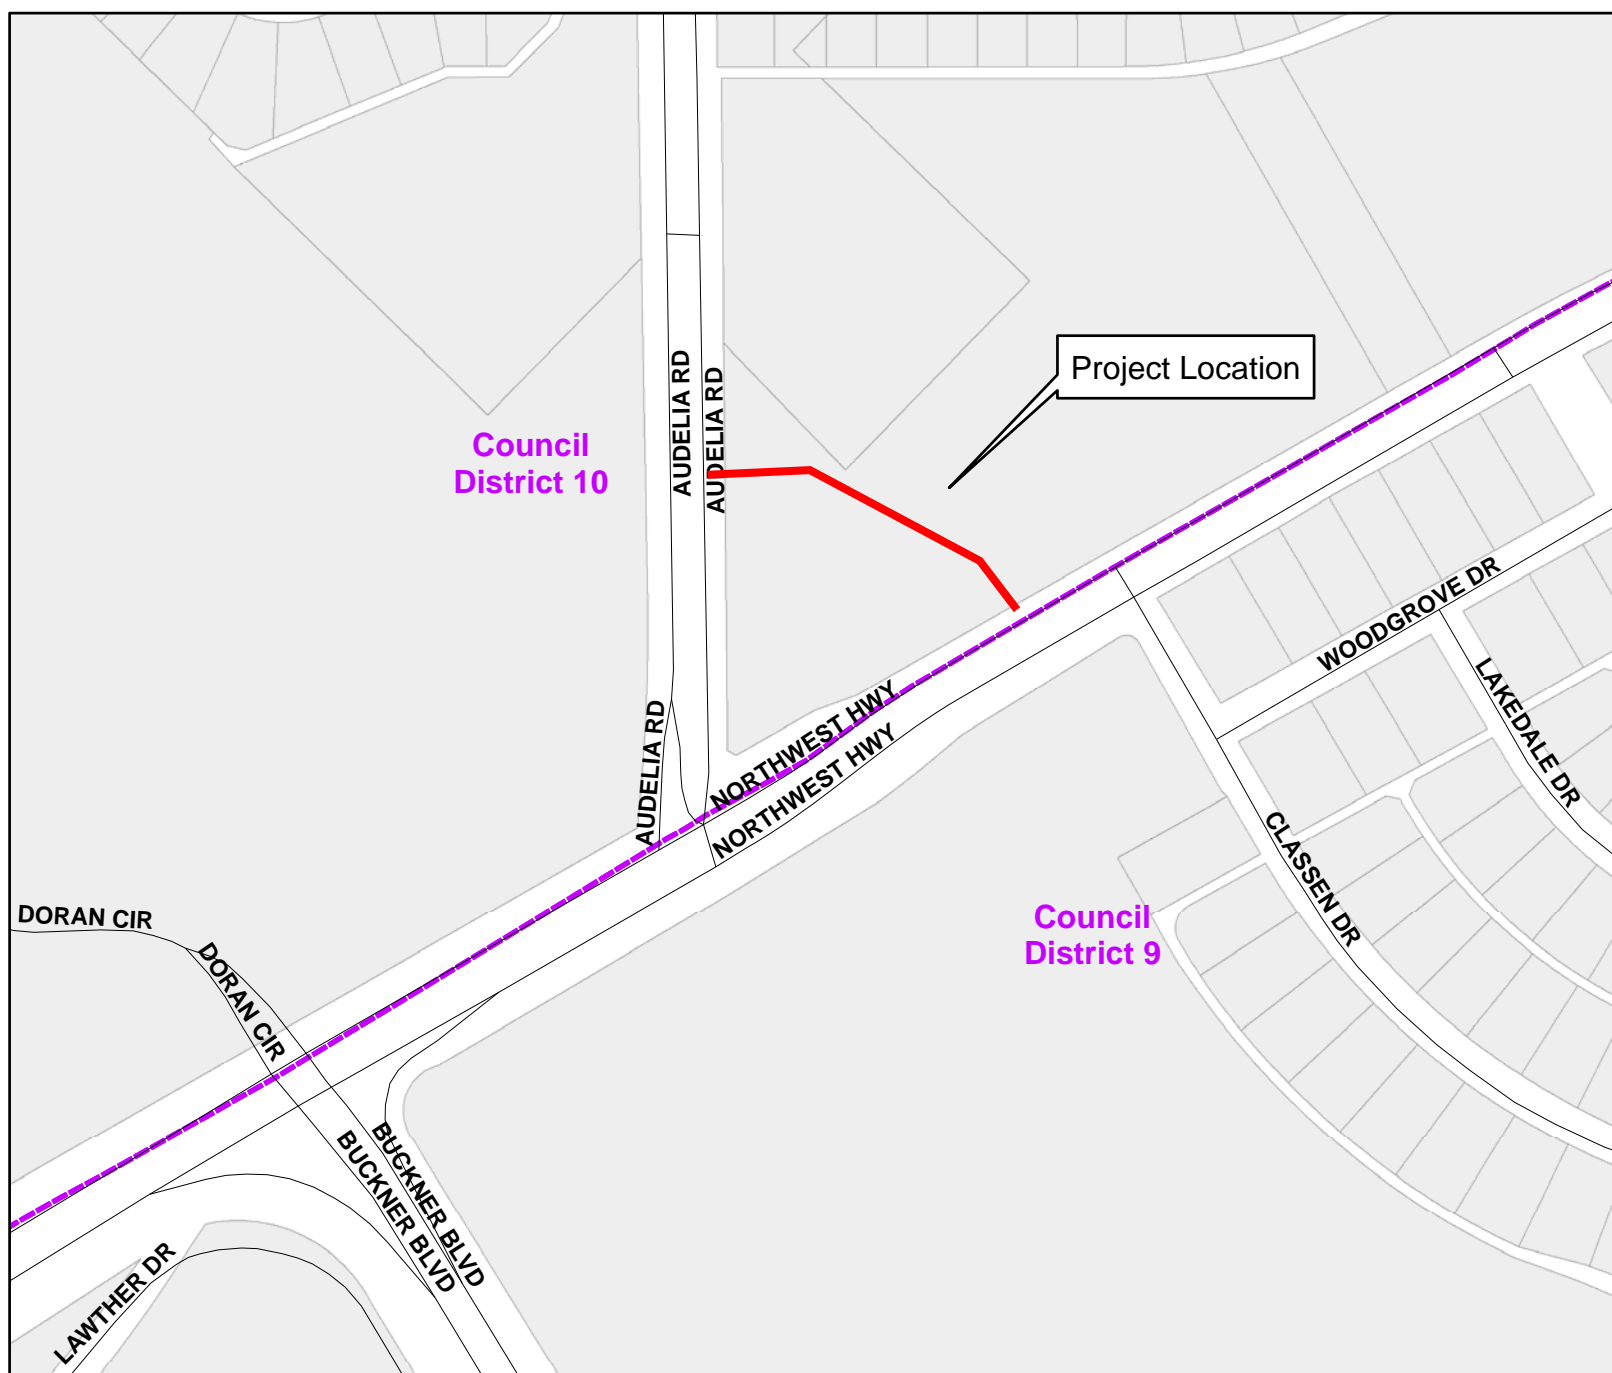 Project Location
AUDELIA RD
AUDELIA RD
Council
District 10
WOODGROVE DR
LAKEDALE DR
NORTHWEST HWY
AUDELIA RD
NORTHWEST HWY
CLASSEN DR
DORAN CIR
Council
District 9
DORAN CIR
BUCKNER BLVD
BUCKNER BLVD
LAWTHER DR